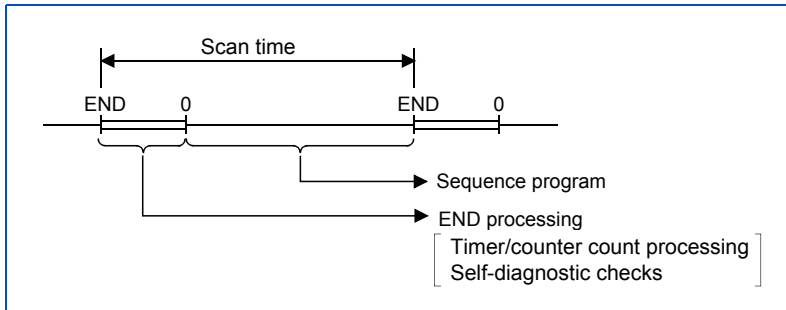 Scan time
END 0 END 0
Sequence program
END processing
Timer/counter count processing
Self-diagnostic checks